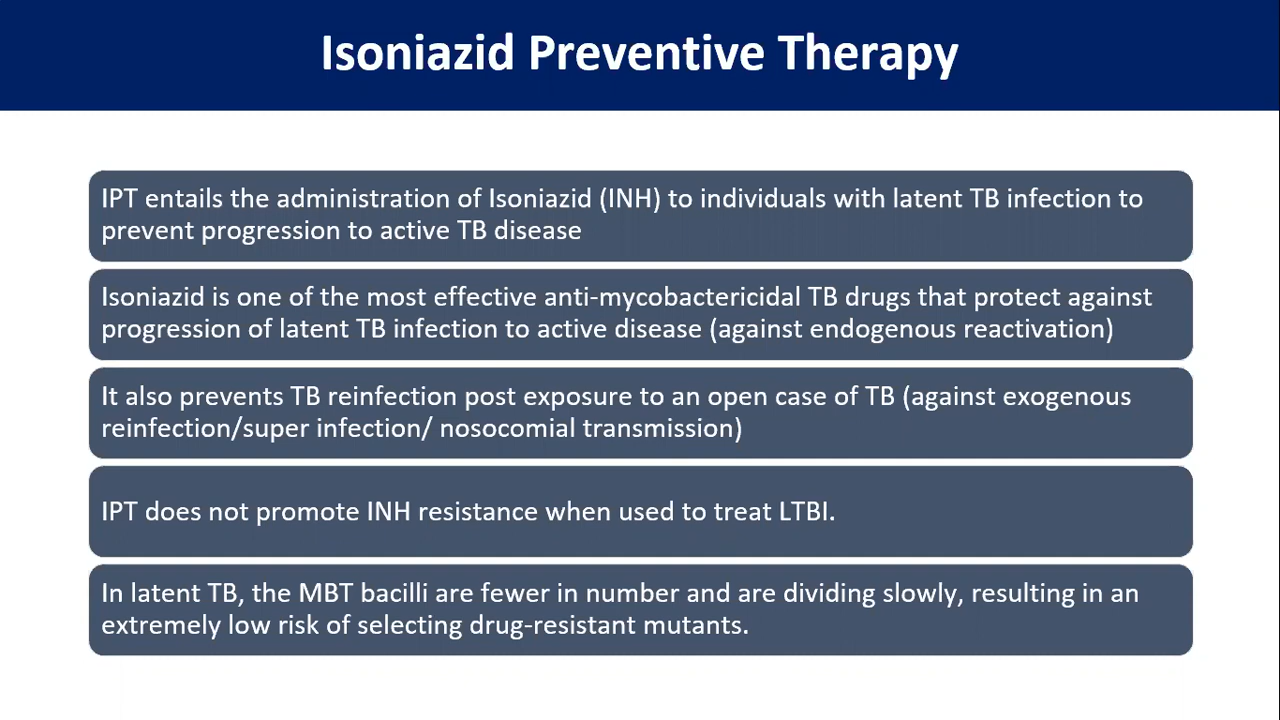 Isoniazid Preventive Therapy
IPT entails the administration of Isoniazid (INH) to individuals with latent TB infection to
prevent progression to active TB disease
Isoniazid is one of the most effective anti-mycobactericidal TB drugs that protect against
progression of latent TB infection to active disease (against endogenous reactivation)
It also prevents TB reinfection post exposure to an open case of TB (against exogenous
reinfection/super infection/ nosocomial transmission)
IPT does not promote INH resistance when used to treat LTBI.
In latent TB, the MBT bacilli are fewer in number and are dividing slowly, resulting in an
extremely low risk of selecting drug-resistant mutants.